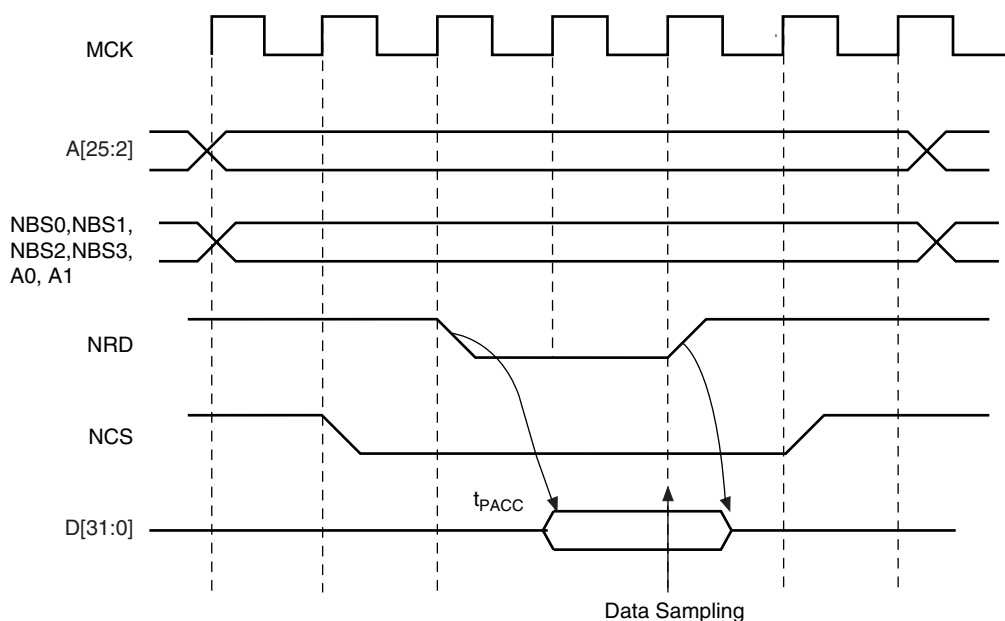 MCK
A[25:2]
NBS0,NBS1,
NBS2,NBS3,
A0, A1
NRD
NCS
tPACC
D[31:0]
Data Sampling